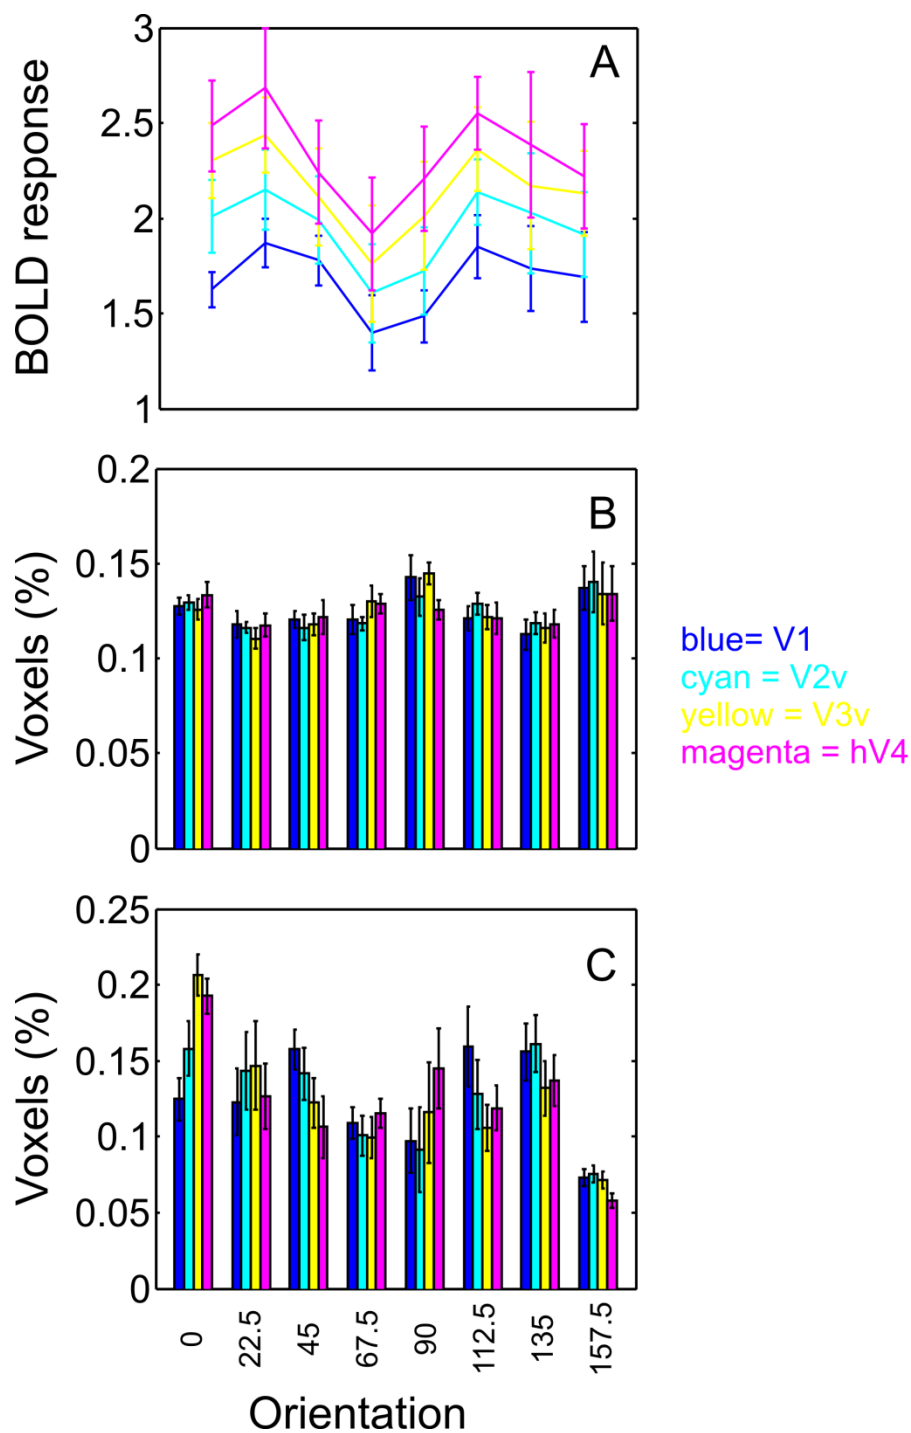 3
A
2.5
BOLD response
2
1.5
1
0.2
B
0.15
Voxels (%)
0.1
0.05
0
blue= V1
cyan = V2v
yellow = V3v
magenta = hV4
0.25
C
0.2
Voxels (%)
0.15
0.1
0.05
0
0 22.5 45 67.5 90 112.5 135 157.5
Orientation